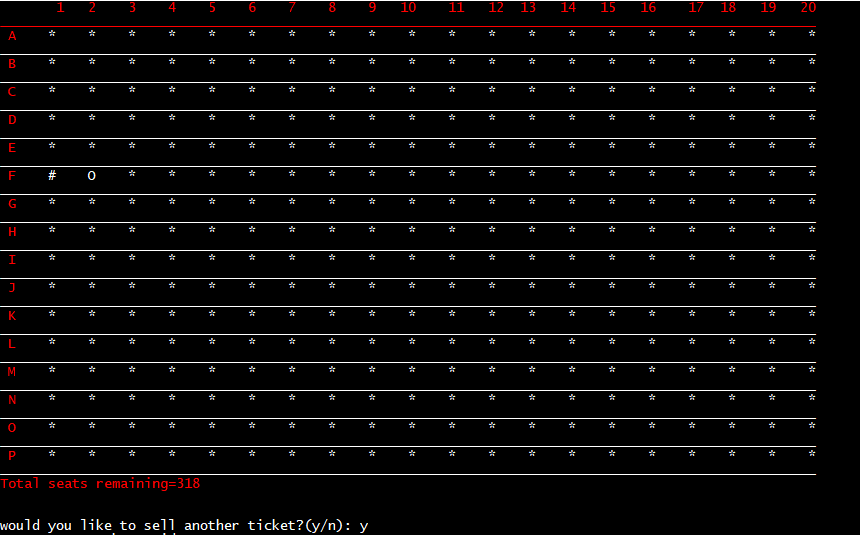 1 2 3 4 5 6 7 8 9 10 11 12 13 14 15 16 17 18 19 20
A * * * * * * * * * * * * * * * * * * * *
B * * * * * * * * * * * * * * * * * * * *
C * * * * * * * * * * * * * * * * * * * *
D * * * * * * * * * * * * * * * * * * * *
E * * * * * * * * * * * * * * * * * * * *
F # O * * * * * * * * * * * * * * * * * *
G * * * * * * * * * * * * * * * * * * * *
H * * * * * * * * * * * * * * * * * * * *
I * * * * * * * * * * * * * * * * * * * *
J * * * * * * * * * * * * * * * * * * * *
K * * * * * * * * * * * * * * * * * * * *
L * * * * * * * * * * * * * * * * * * * *
M * * * * * * * * * * * * * * * * * * * *
N * * * * * * * * * * * * * * * * * * * *
O * * * * * * * * * * * * * * * * * * * *
P * * * * * * * * * * * * * * * * * * * *
Total seats remaining=318
would you like to sell another ticket?(y/n): y